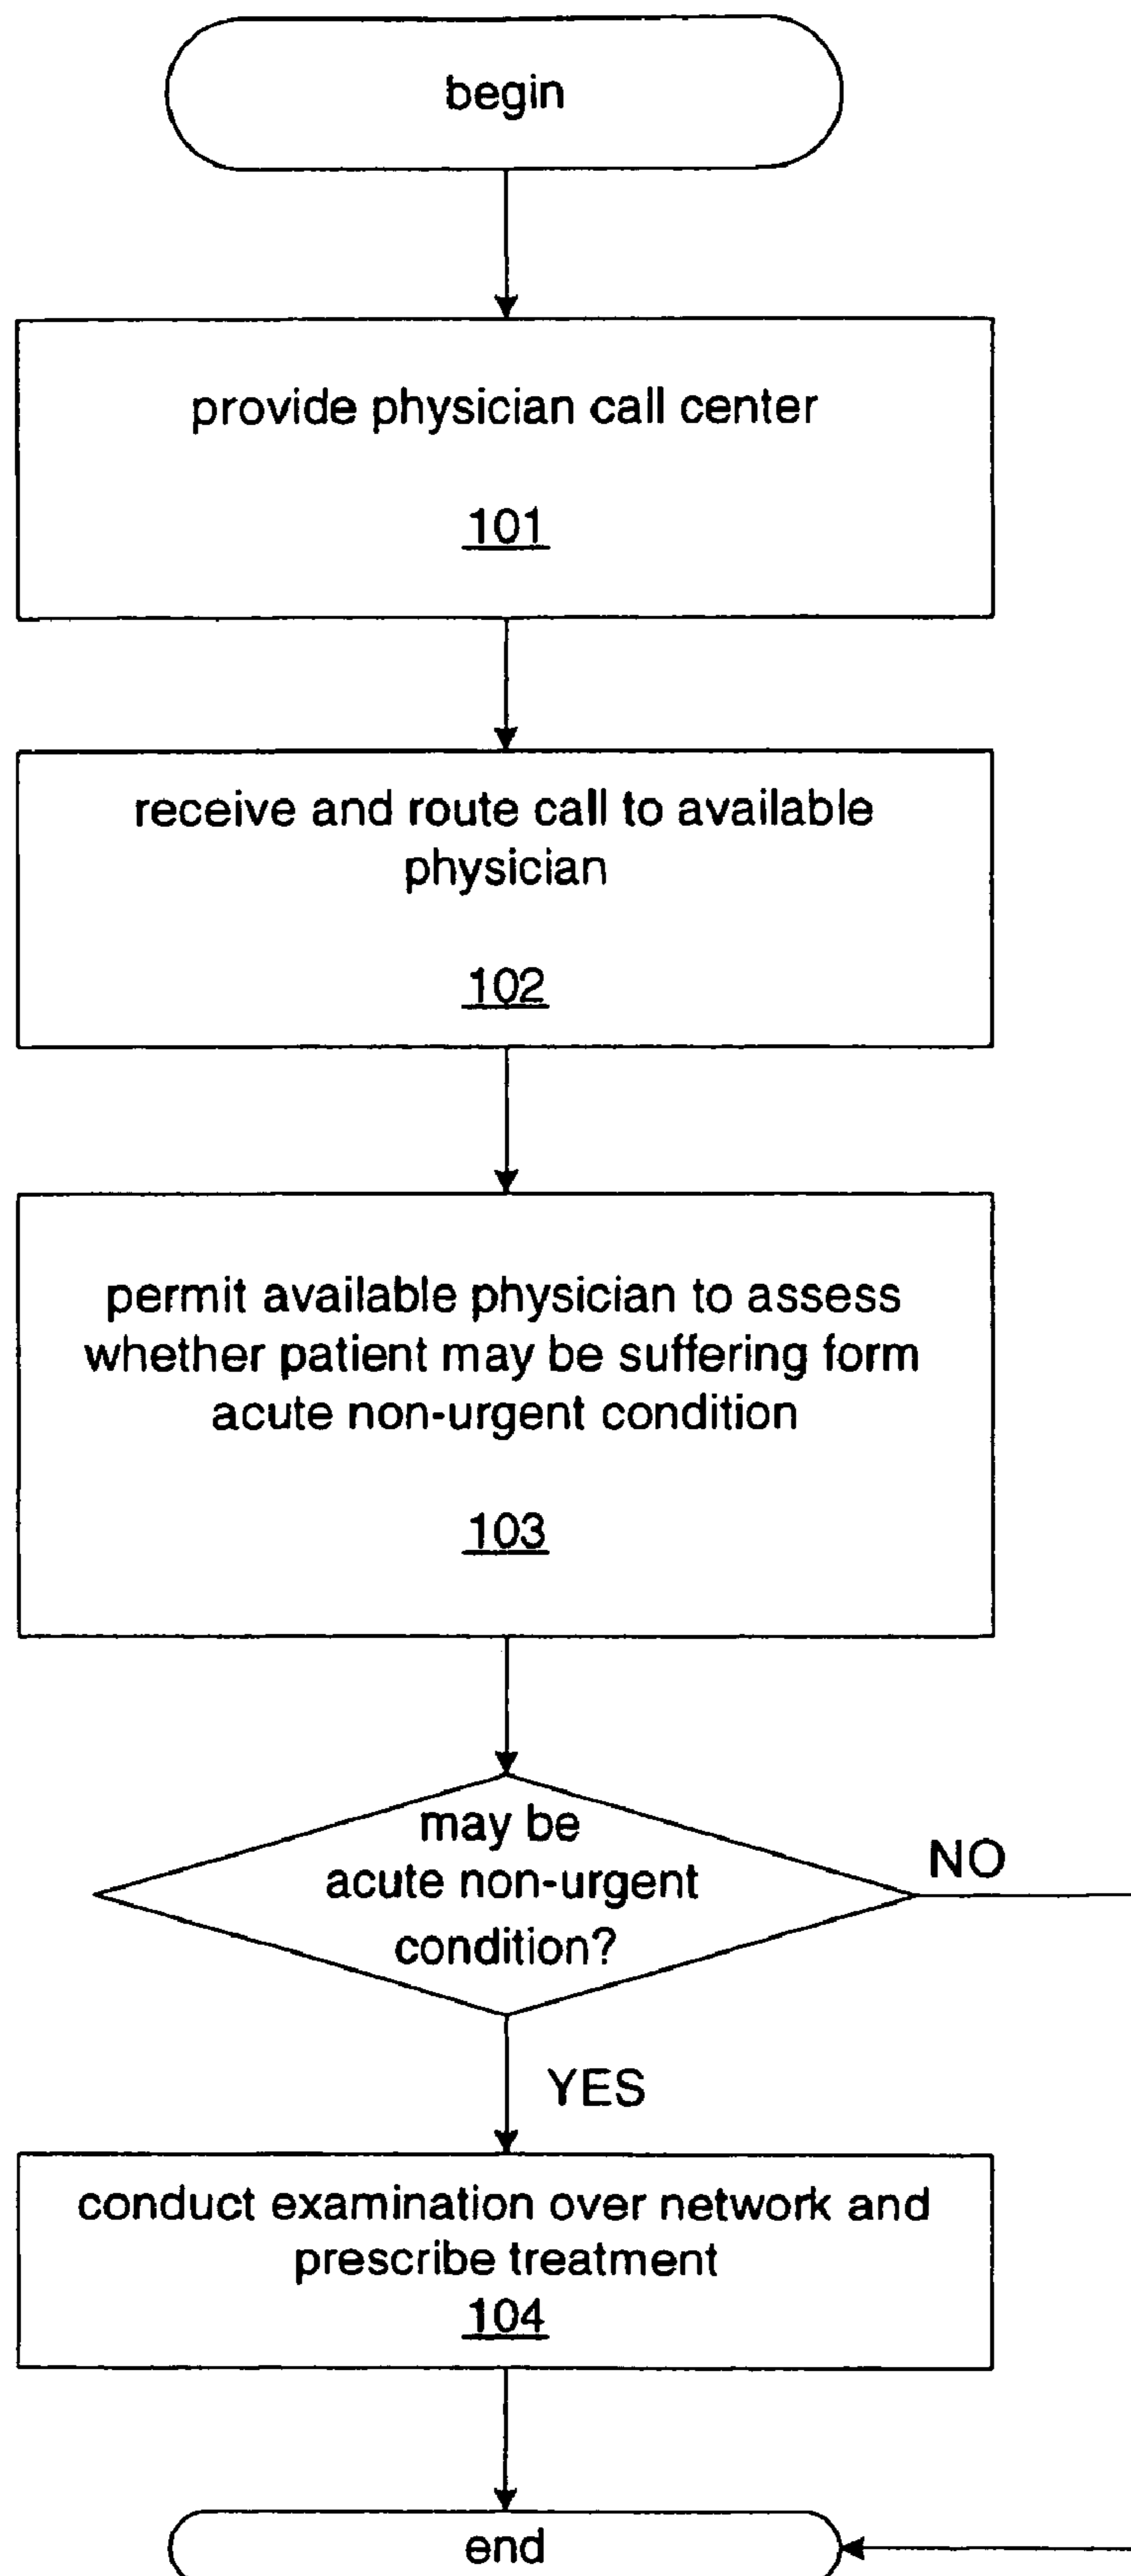 begin
provide physician call center
101
receive and route call to available
physician
102
permit available physician to assess
whether patient may be suffering form
acute non-urgent condition
103
may be
acute non-urgent
condition?
NO
YES
conduct examination over network and
prescribe treatment
104
end